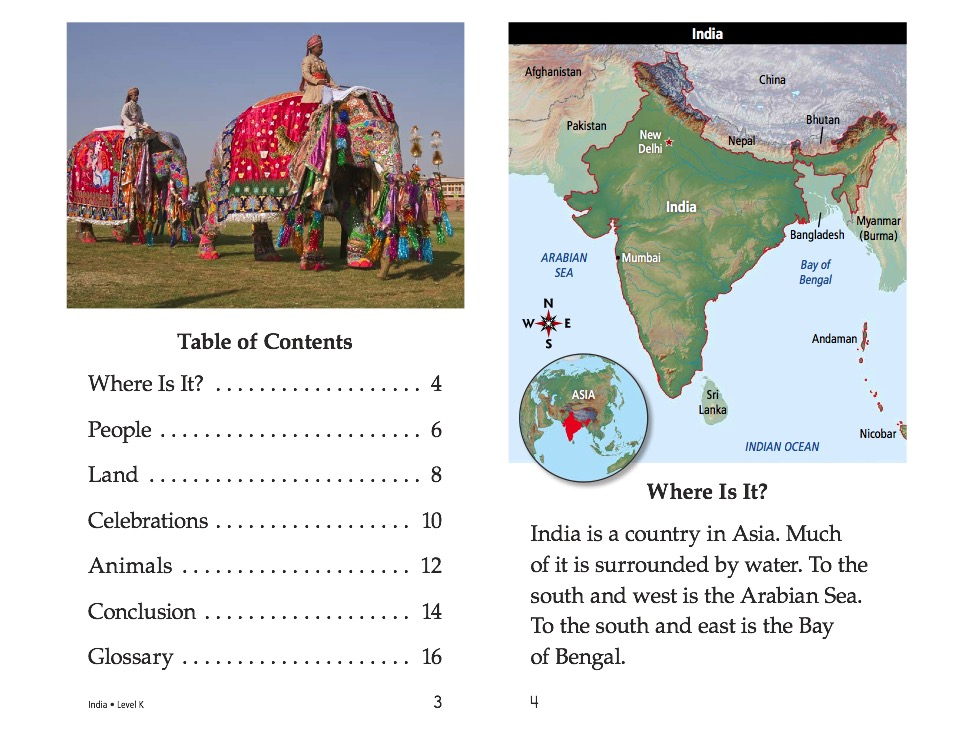 Table of Contents
Where Is It? . . . . . . . . . . . . . . . . . . . 4
People . . . . . . . . . . . . . . . . . . . . . . . . 6
Land . . . . . . . . . . . . . . . . . . . . . . . . . 8
Celebrations . . . . . . . . . . . . . . . . . . 10
Animals . . . . . . . . . . . . . . . . . . . . . 12
Conclusion . . . . . . . . . . . . . . . . . . . 14
Glossary . . . . . . . . . . . . . . . . . . . . . 16
India • Level K
3
India
Afghanistan
China
Pakistan
Bhutan
New
Delhi
Nepal
India
Myanmar
(Burma)
Bangladesh
ARABIAN
SEA
Mumbai
Bay of
Bengal
N
W E
S
Andaman
ASIA
Sri
Lanka
Nicobar
INDIAN OCEAN
Where Is It?
India is a country in Asia. Much
of it is surrounded by water. To the
south and west is the Arabian Sea.
To the south and east is the Bay
of Bengal.
4